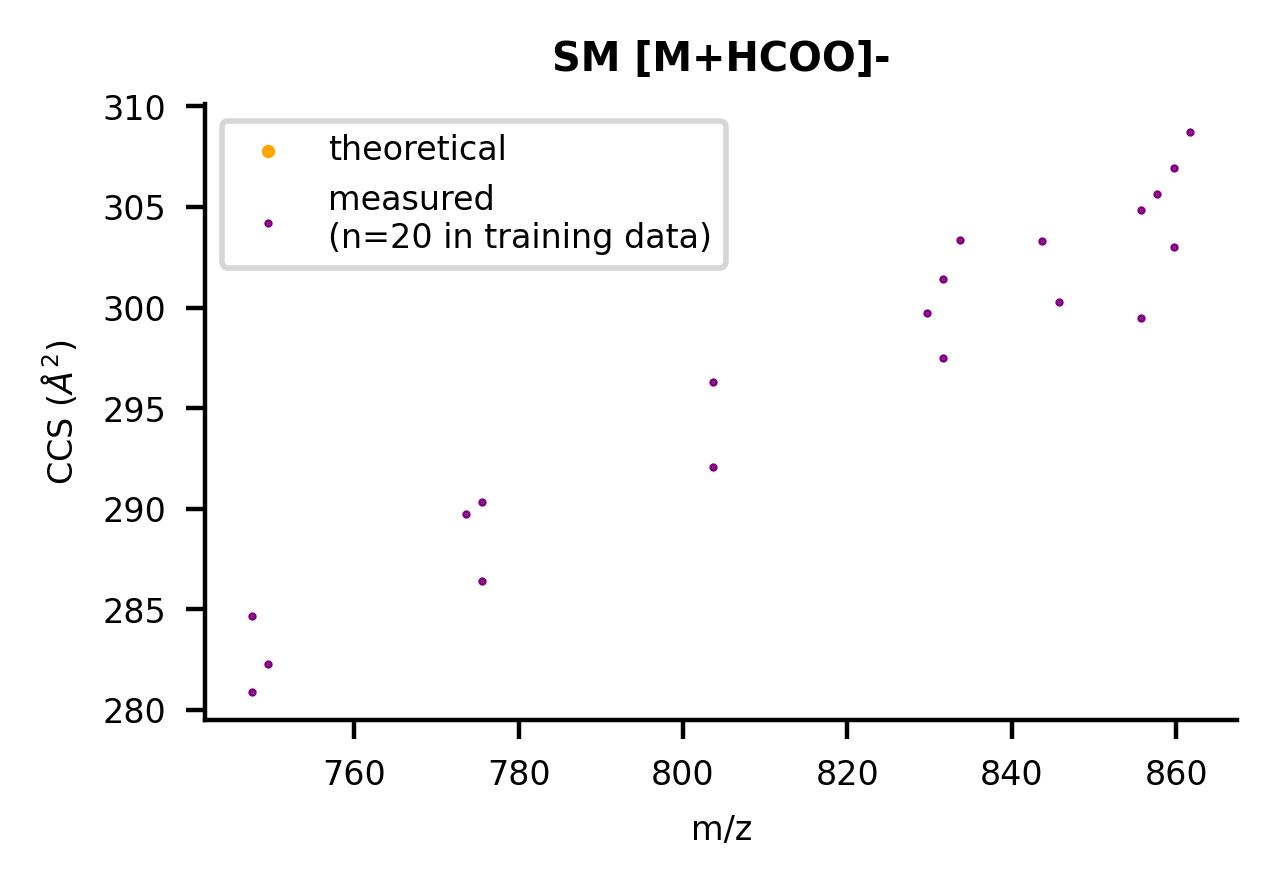 SM [M+HCOO]-
310
theoretical
measured
(n=20 in training data)
305
300
295
290
285
280
CCS (Å²)
760 780 800 820 840 860
m/z